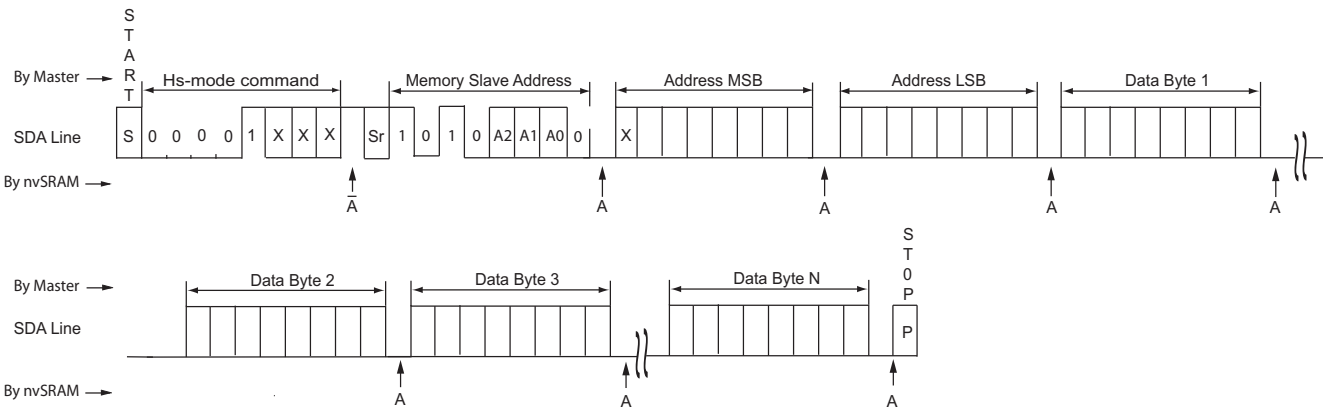 START
By Master
Hs-mode command
Memory Slave Address
Address MSB
Address LSB
Data Byte 1
SDA Line
S 0 0 0 0 1 X X X Sr 1 0 1 0 A2 A1 A0 0 X
By nvSRAM
A̅ A A A A
ST0P
By Master
Data Byte 2
Data Byte 3
Data Byte N
SDA Line
P
By nvSRAM
A A A